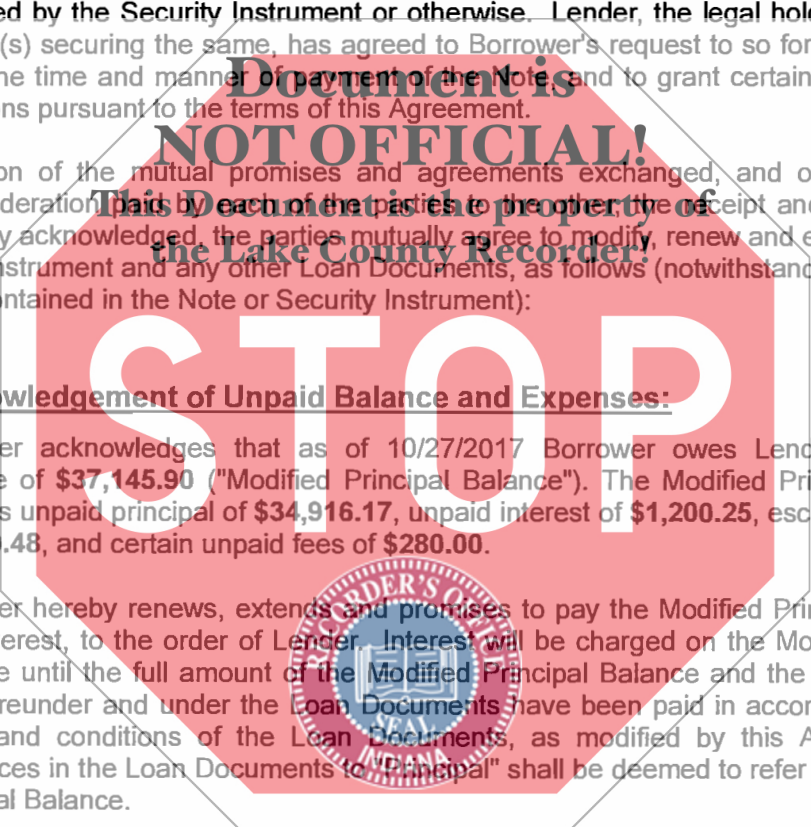 ed by the Security Instrument or otherwise. Lender, the legal hol
(s) securing the same, has agreed to Borrower's request to so for
ne time and manner of payment of the Note, and to grant certain
Document is
ns pursuant to the terms of this Agreement.
NOT OFFICIAL!
on of the mutual promises and agreements exchanged, and o
deration paid by each of the parties to the other, the receipt an
This Document is the property of
y acknowledged, the parties mutually agree to modify, renew and e
the Lake County Recorder!
nstrument and any other Loan Documents, as follows (notwithstand
ntained in the Note or Security Instrument):
STOP
wledgement of Unpaid Balance and Expenses:
er acknowledges that as of 10/27/2017 Borrower owes Lend
e of $37,145.90 ("Modified Principal Balance"). The Modified Pri
s unpaid principal of $34,916.17, unpaid interest of $1,200.25, esc
.48, and certain unpaid fees of $280.00.
er hereby renews, extends and promises to pay the Modified Prin
erest, to the order of Lender. Interest will be charged on the Mo
e until the full amount of the Modified Principal Balance and the
reunder and under the Loan Documents have been paid in accor
and conditions of the Loan Documents, as modified by this A
ces in the Loan Documents to "Principal" shall be deemed to refer
al Balance.
RECORDER'S OFFICE
SEAL
INDIANA